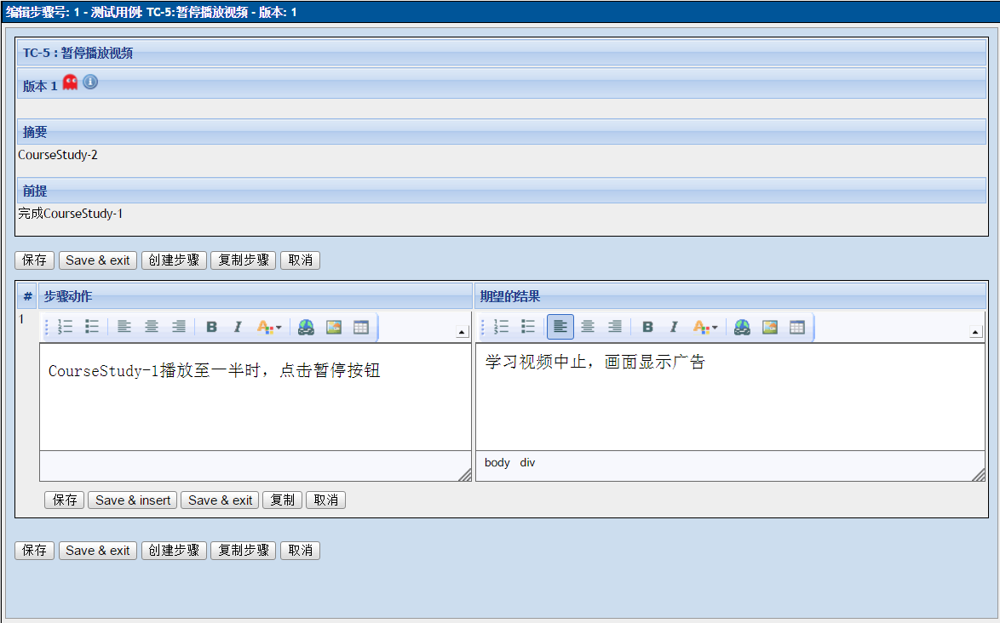 编辑步骤号: 1 - 测试用例: TC-5:暂停播放视频 - 版本: 1
TC-5 : 暂停播放视频
版本 1
摘要
CourseStudy-2
前提
完成CourseStudy-1
保存 Save & exit 创建步骤 复制步骤 取消
# 步骤动作 期望的结果
1
CourseStudy-1播放至一半时，点击暂停按钮
学习视频中止，画面显示广告
body div
保存 Save & insert Save & exit 复制 取消
保存 Save & exit 创建步骤 复制步骤 取消